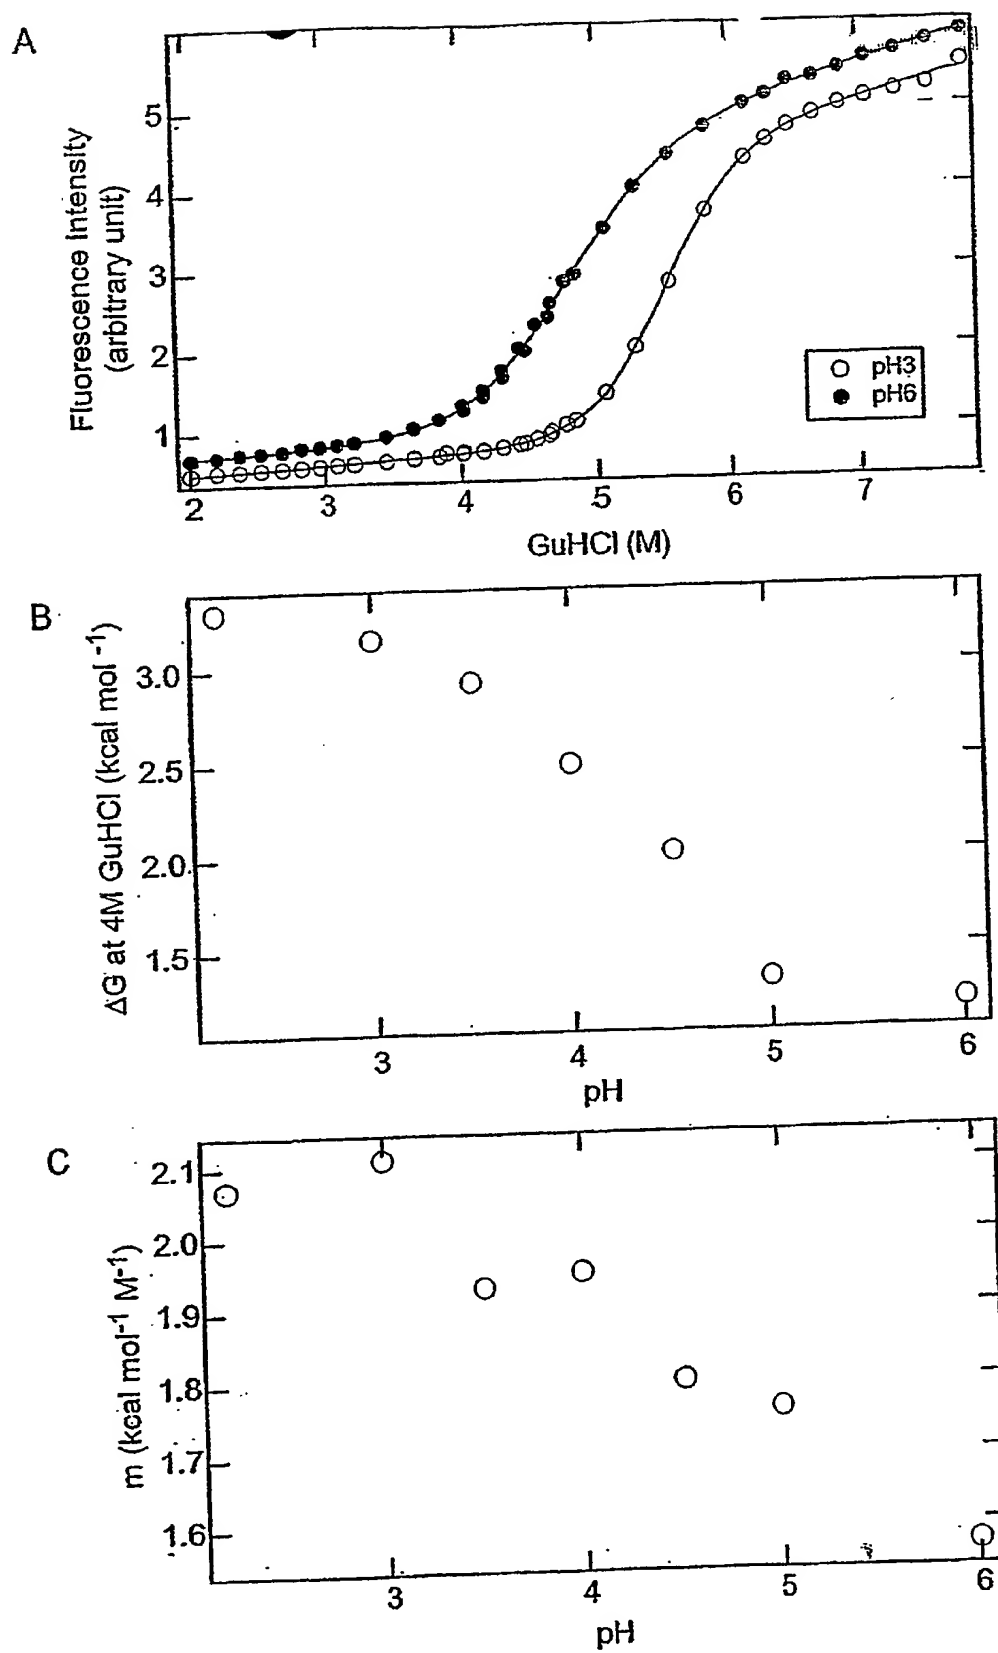 A
Fluorescence Intensity
(arbitrary unit)
5
4
3
2
1
pH3
pH6
2 3 4 5 6 7
GuHCl (M)
B
ΔG at 4M GuHCl (kcal mol -1)
3.0
2.5
2.0
1.5
3 4 5 6
pH
C
m (kcal mol-1 M-1)
2.1
2.0
1.9
1.8
1.7
1.6
3 4 5 6
pH